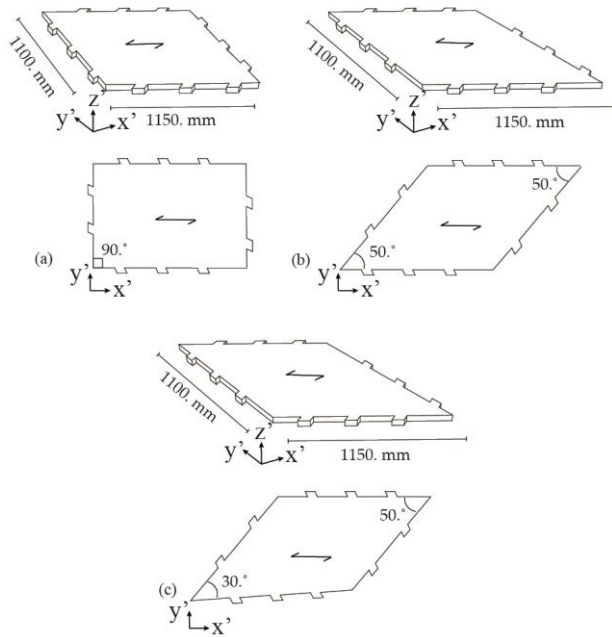 1100. mm
z'
y'
x'
1150. mm
(a)
90.°
y'
x'
1100. mm
z'
y'
x'
1150. mm
(b)
50.°
50.°
y'
x'
1100. mm
z'
y'
x'
1150. mm
(c)
50.°
30.°
y'
x'